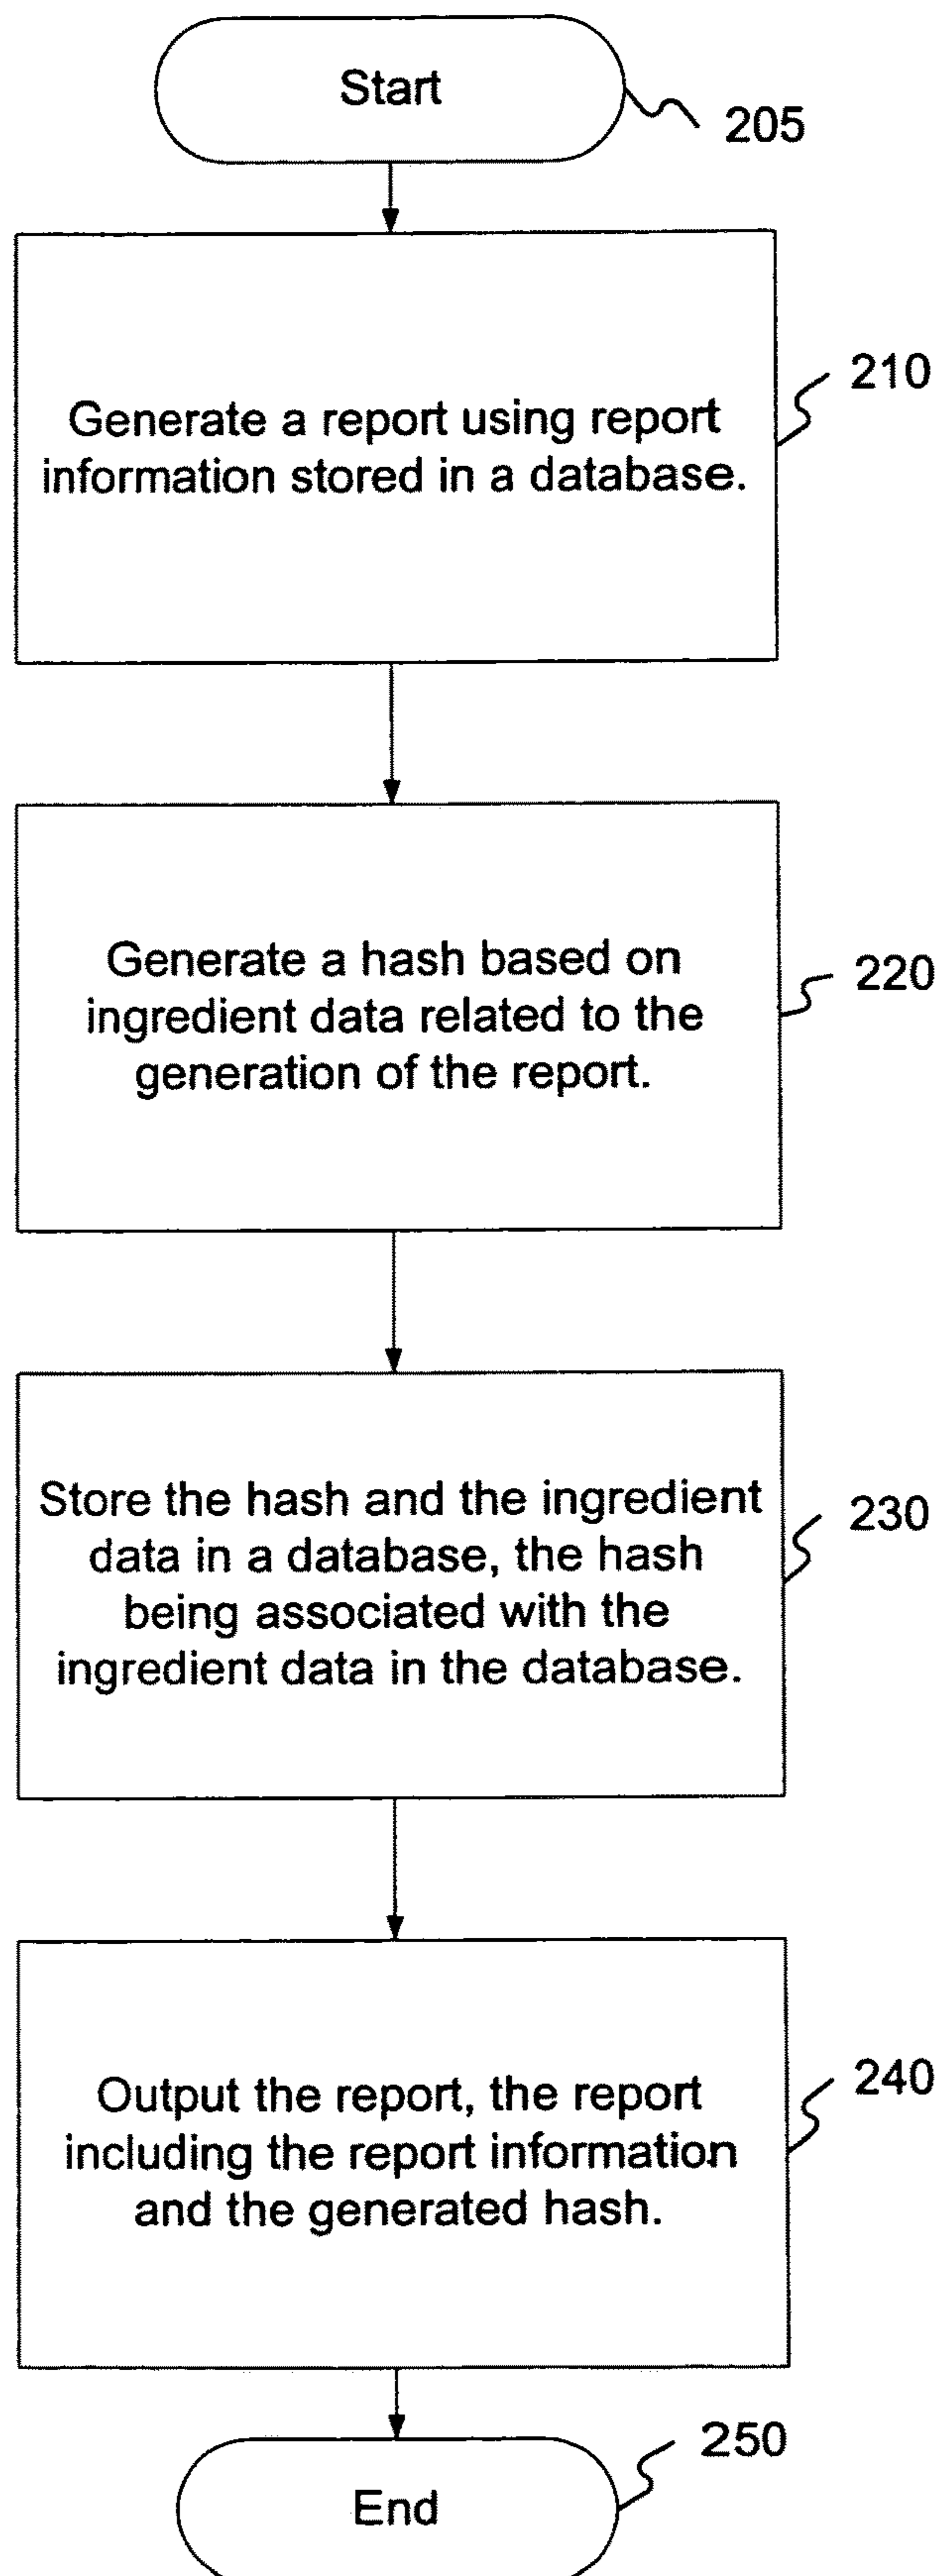 Start
205
Generate a report using report
information stored in a database.
210
Generate a hash based on
ingredient data related to the
generation of the report.
220
Store the hash and the ingredient
data in a database, the hash
being associated with the
ingredient data in the database.
230
Output the report, the report
including the report information
and the generated hash.
240
End
250